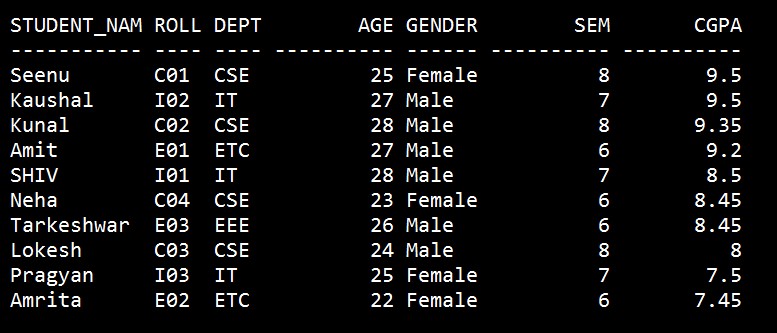 STUDENT_NAM ROLL DEPT        AGE GENDER        SEM       CGPA
----------- ---- ---- ---------- ------ ---------- ----------
Seenu       C01  CSE          25 Female          8        9.5
Kaushal     I02  IT           27 Male            7        9.5
Kunal       C02  CSE          28 Male            8       9.35
Amit        E01  ETC          27 Male            6        9.2
SHIV        I01  IT           28 Male            7        8.5
Neha        C04  CSE          23 Female          6       8.45
Tarkeshwar  E03  EEE          26 Male            6       8.45
Lokesh      C03  CSE          24 Male            8          8
Pragyan     I03  IT           25 Female          7        7.5
Amrita      E02  ETC          22 Female          6       7.45